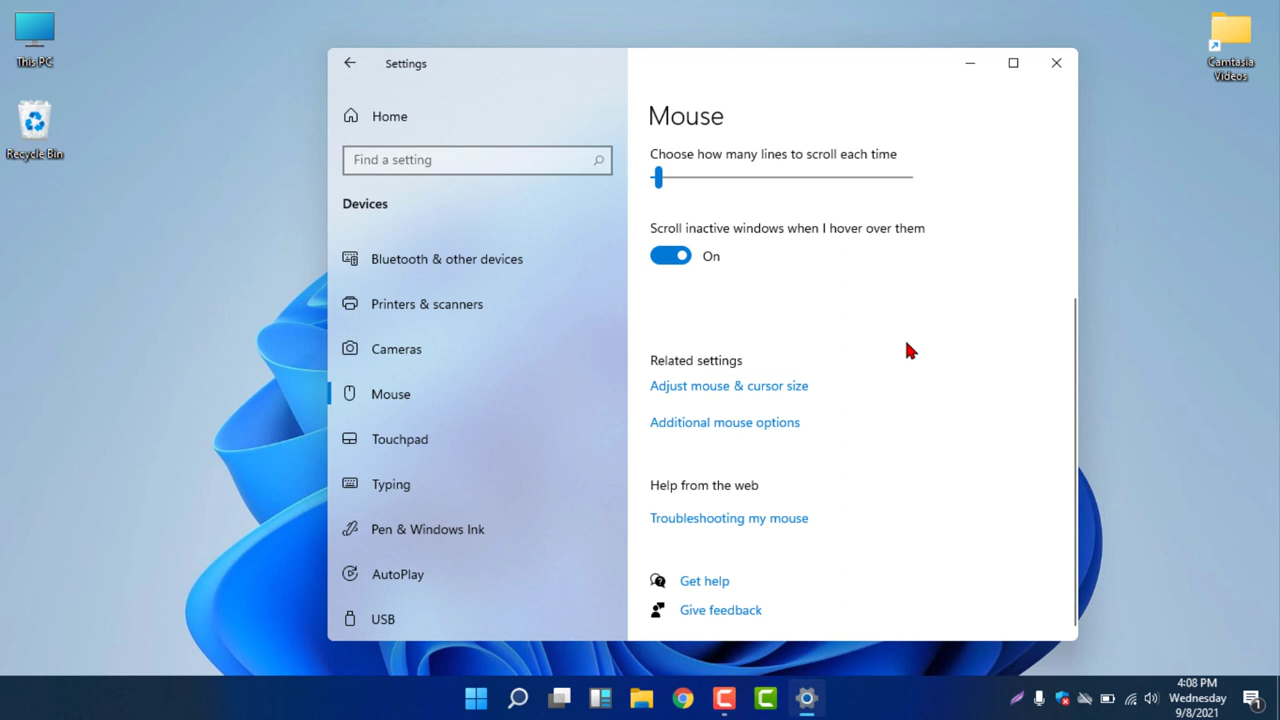 This PC
Recycle Bin
Camtasia
Videos
Settings
Home
Find a setting
Devices
Bluetooth & other devices
Printers & scanners
Cameras
Mouse
Touchpad
Typing
Pen & Windows Ink
AutoPlay
USB
Mouse
Choose how many lines to scroll each time
Scroll inactive windows when I hover over them
On
Related settings
Adjust mouse & cursor size
Additional mouse options
Help from the web
Troubleshooting my mouse
Get help
Give feedback
4:08 PM
Wednesday
9/8/2021
1